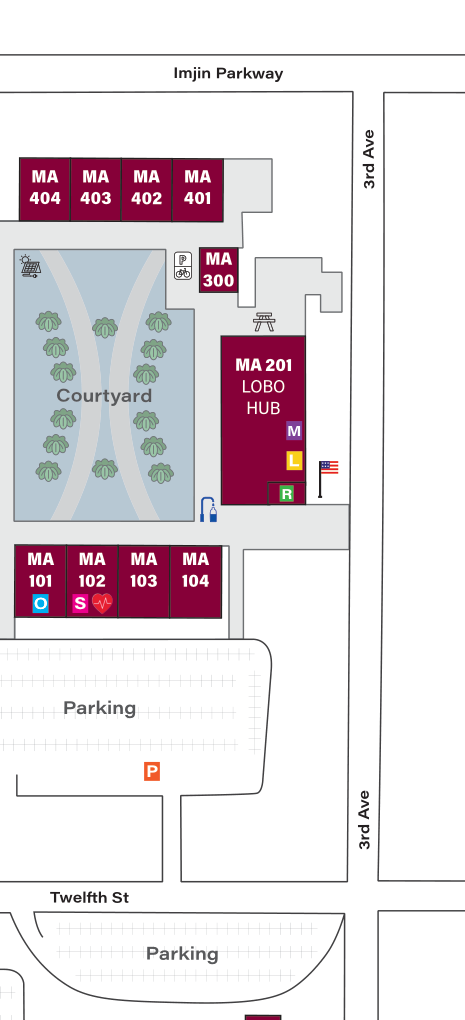 Imjin Parkway
3rd Ave
MA
404
MA
403
MA
402
MA
401
P
MA
300
MA 201
LOBO
HUB
Courtyard
M
L
R
MA
101
MA
102
MA
103
MA
104
O
S
Parking
P
3rd Ave
Twelfth St
Parking